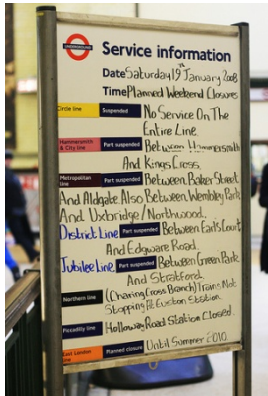 UNDERGROUND
Service information
Date Saturday 19th January 2008
Time Planned Weekend Closures
Circle line Suspended No Service On The
Entire Line.
Hammersmith & City line Part suspended Between Hammersmith
And Kings Cross.
Metropolitan line Part suspended Between Baker Street
And Aldgate Also Between Wembley Park
And Uxbridge/Northwood.
District Line Part suspended Between Earls Court
And Edgware Road.
Jubilee Line Part suspended Between Green Park
And Stratford.
Northern line (Charing Cross Branch) Trains Not
Stopping At Euston Station.
Piccadilly line Holloway Road Station Closed.
East London line Planned closure Until Summer 2010.